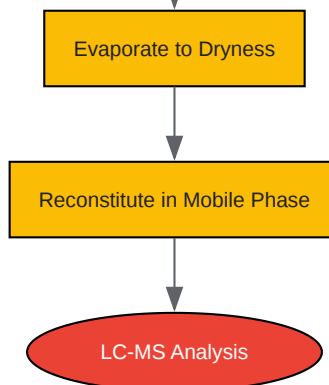 Evaporate to Dryness
Reconstitute in Mobile Phase
LC-MS Analysis